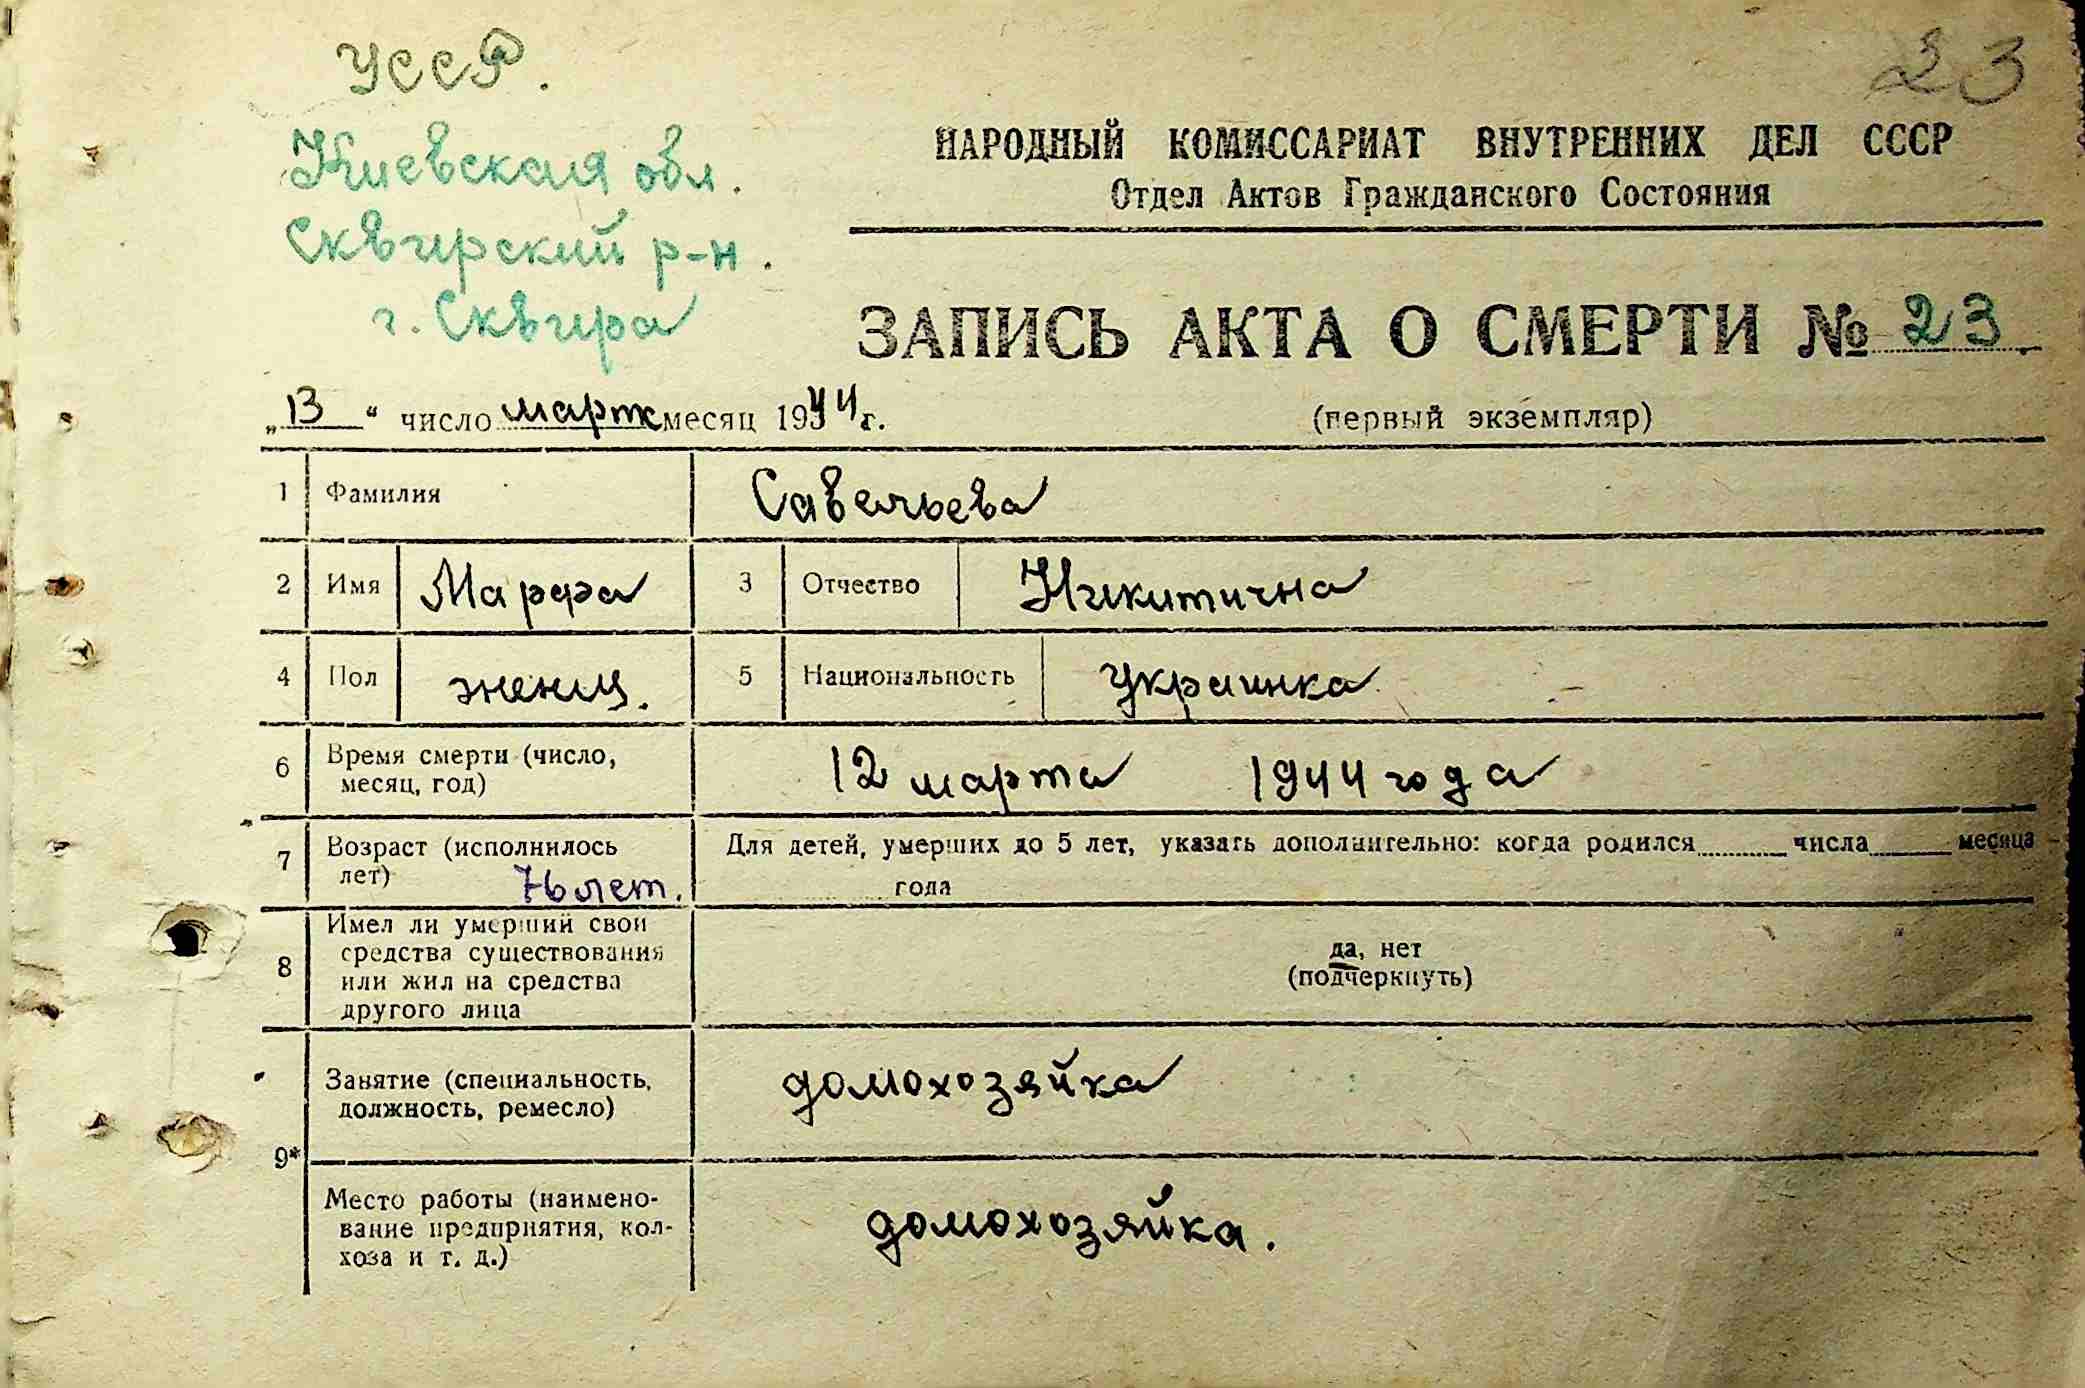 УССР.
23
Киевская обл.
Сквирский р-н.
г. Сквира
НАРОДНЫЙ КОМИССАРИАТ ВНУТРЕННИХ ДЕЛ СССР
Отдел Актов Гражданского Состояния
ЗАПИСЬ АКТА О СМЕРТИ № 23.
„13“ число март месяц 1944 г.
(первый экземпляр)
1 Фамилия Савельева
2 Имя Марфа 3 Отчество Никитична
4 Пол женщ. 5 Национальность украинка
6 Время смерти (число,
месяц, год) 12 марта 1944 года
7 Возраст (исполнилось
лет) 76 лет.
Для детей, умерших до 5 лет, указать дополнительно: когда родился числа месяца
года
8 Имел ли умерший свои
средства существования
или жил на средства
другого лица
да, нет
(подчеркнуть)
9* Занятие (специальность,
должность, ремесло) домохозяйка
Место работы (наимено-
вание предприятия, кол-
хоза и т. д.) домохозяйка.